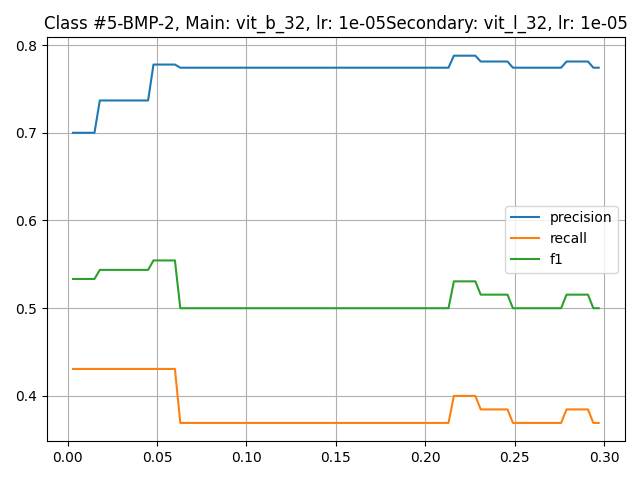 Class #5-BMP-2, Main: vit_b_32, lr: 1e-05Secondary: vit_l_32, lr: 1e-05
0.8
0.7
0.6
0.5
0.4
precision
recall
f1
0.00 0.05 0.10 0.15 0.20 0.25 0.30